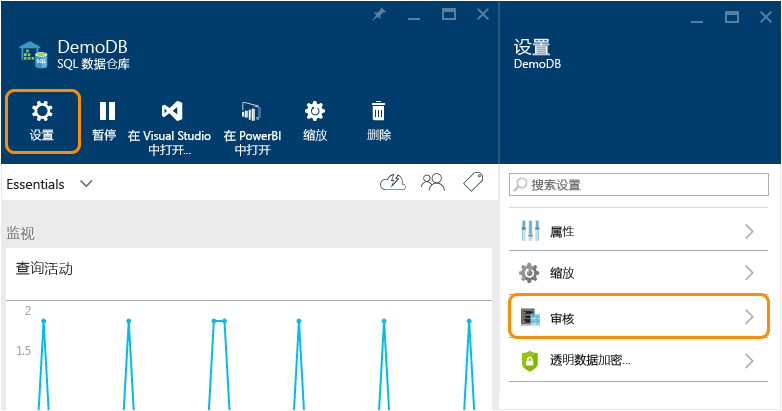 DemoDB
SQL 数据仓库
设置
暂停
在 Visual Studio
中打开...
在 PowerBI
中打开
缩放
删除
Essentials
监视
查询活动
2
1.5
设置
DemoDB
搜索设置
属性
缩放
审核
透明数据加密...